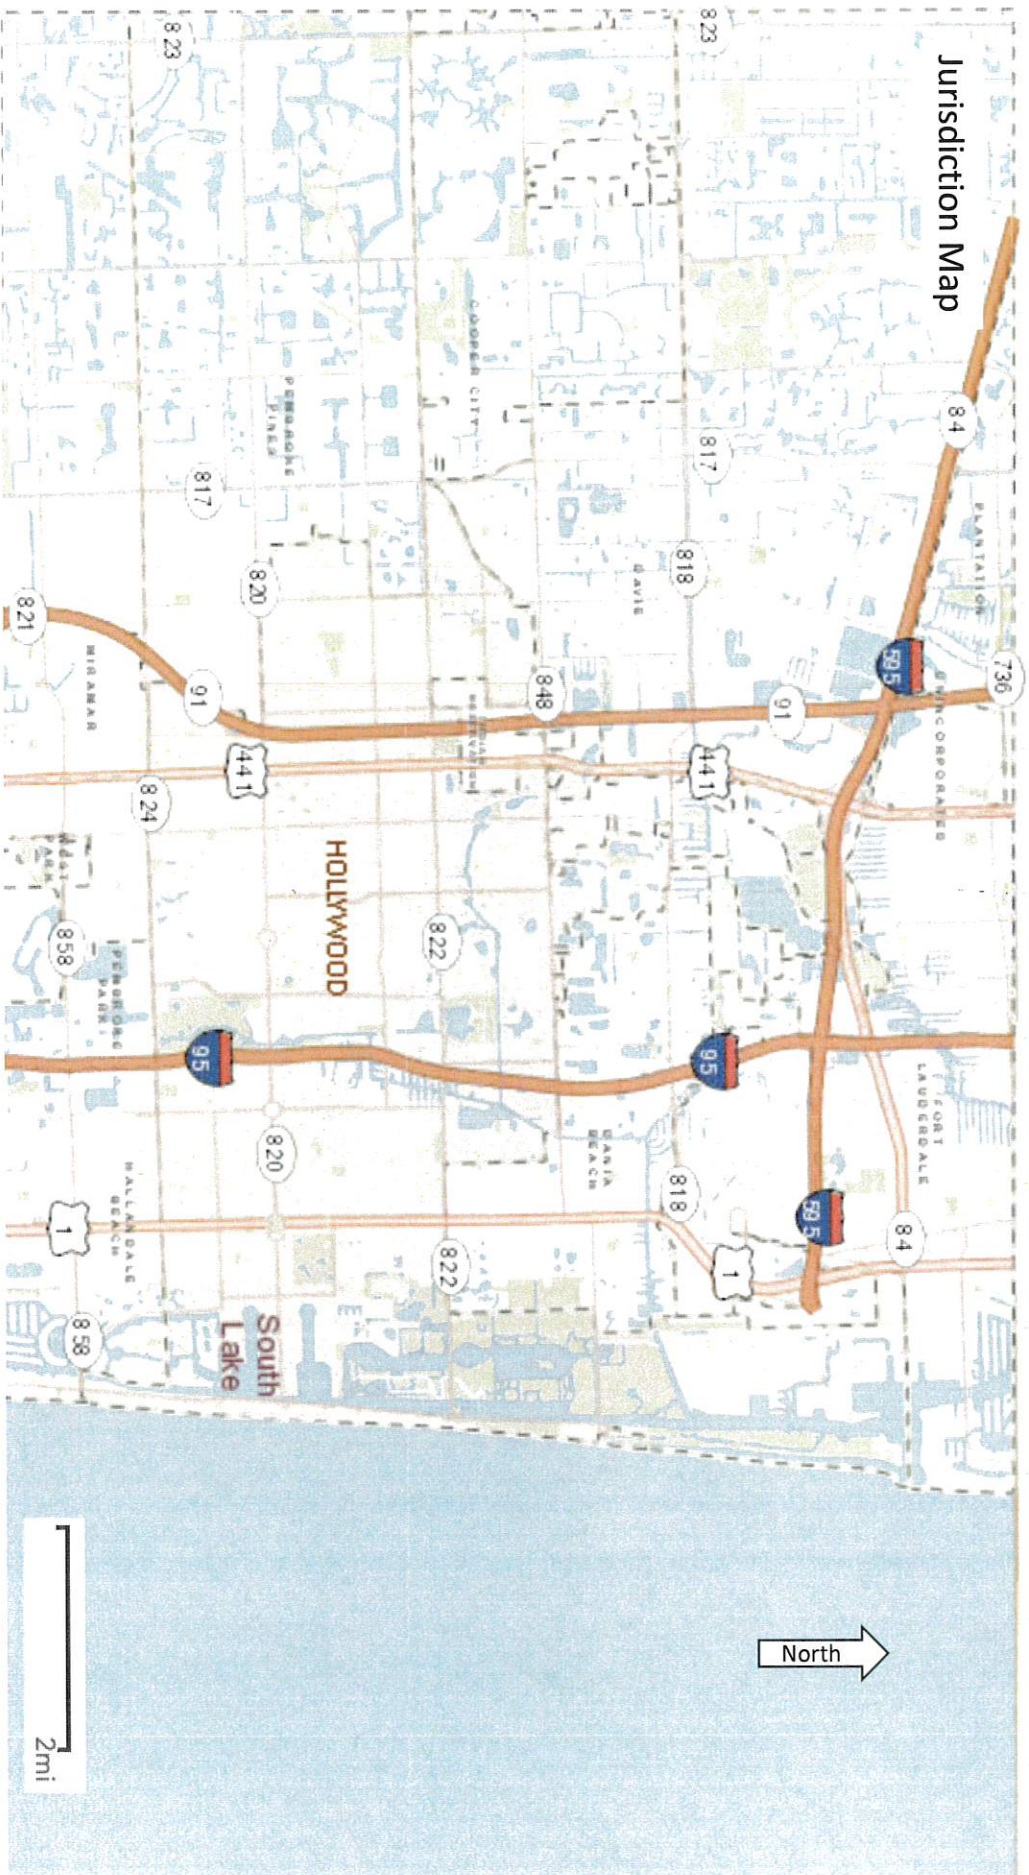 Jurisdiction Map
823
823
84
PLANTATION
COOPER CITY
PEMBROKE
PINES
817
817
818
DAVIE
820
821
595
736
MIRAMAR
91
848
91
UNINCORPORATED
441
441
824
WEST
PARK
HOLLYWOOD
822
858
PEMBROKE
PARK
95
95
FORT
LAUDERDALE
DANIA
BEACH
820
818
595
84
HALLANDALE
BEACH
1
822
1
858
South
Lake
North
2mi